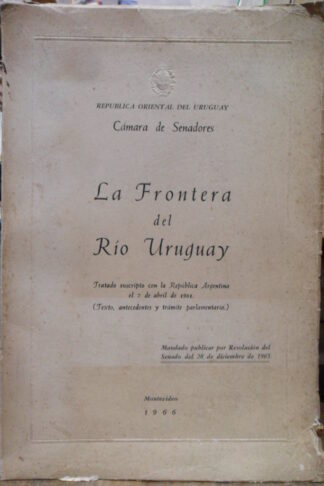 REPUBLICA ORIENTAL DEL URUGUAY
Cámara de Senadores
La Frontera
del
Río Uruguay
Tratado suscripto con la República Argentina
el 7 de abril de 1961.
(Texto, antecedentes y trámite parlamentario.)
Mandado publicar por Resolución del
Senado del 28 de diciembre de 1965
Montevideo
1966